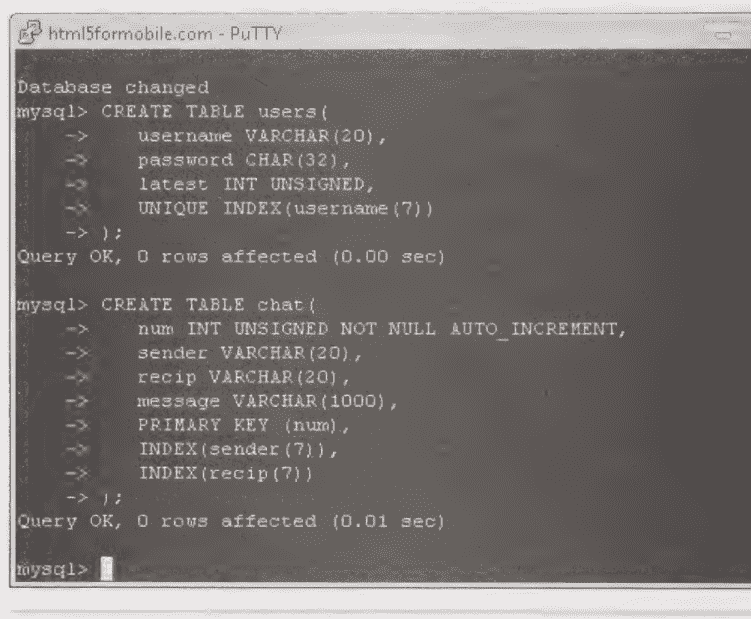 html5formobile.com - PuTTY
Database changed
mysql> CREATE TABLE users(
    ->     username VARCHAR(20),
    ->     password CHAR(32),
    ->     latest INT UNSIGNED,
    ->     UNIQUE INDEX(username(7))
    -> );
Query OK, 0 rows affected (0.00 sec)
mysql> CREATE TABLE chat(
    ->     num INT UNSIGNED NOT NULL AUTO_INCREMENT,
    ->     sender VARCHAR(20),
    ->     recip VARCHAR(20),
    ->     message VARCHAR(1000),
    ->     PRIMARY KEY (num),
    ->     INDEX(sender(7)),
    ->     INDEX(recip(7))
    -> );
Query OK, 0 rows affected (0.01 sec)
mysql>